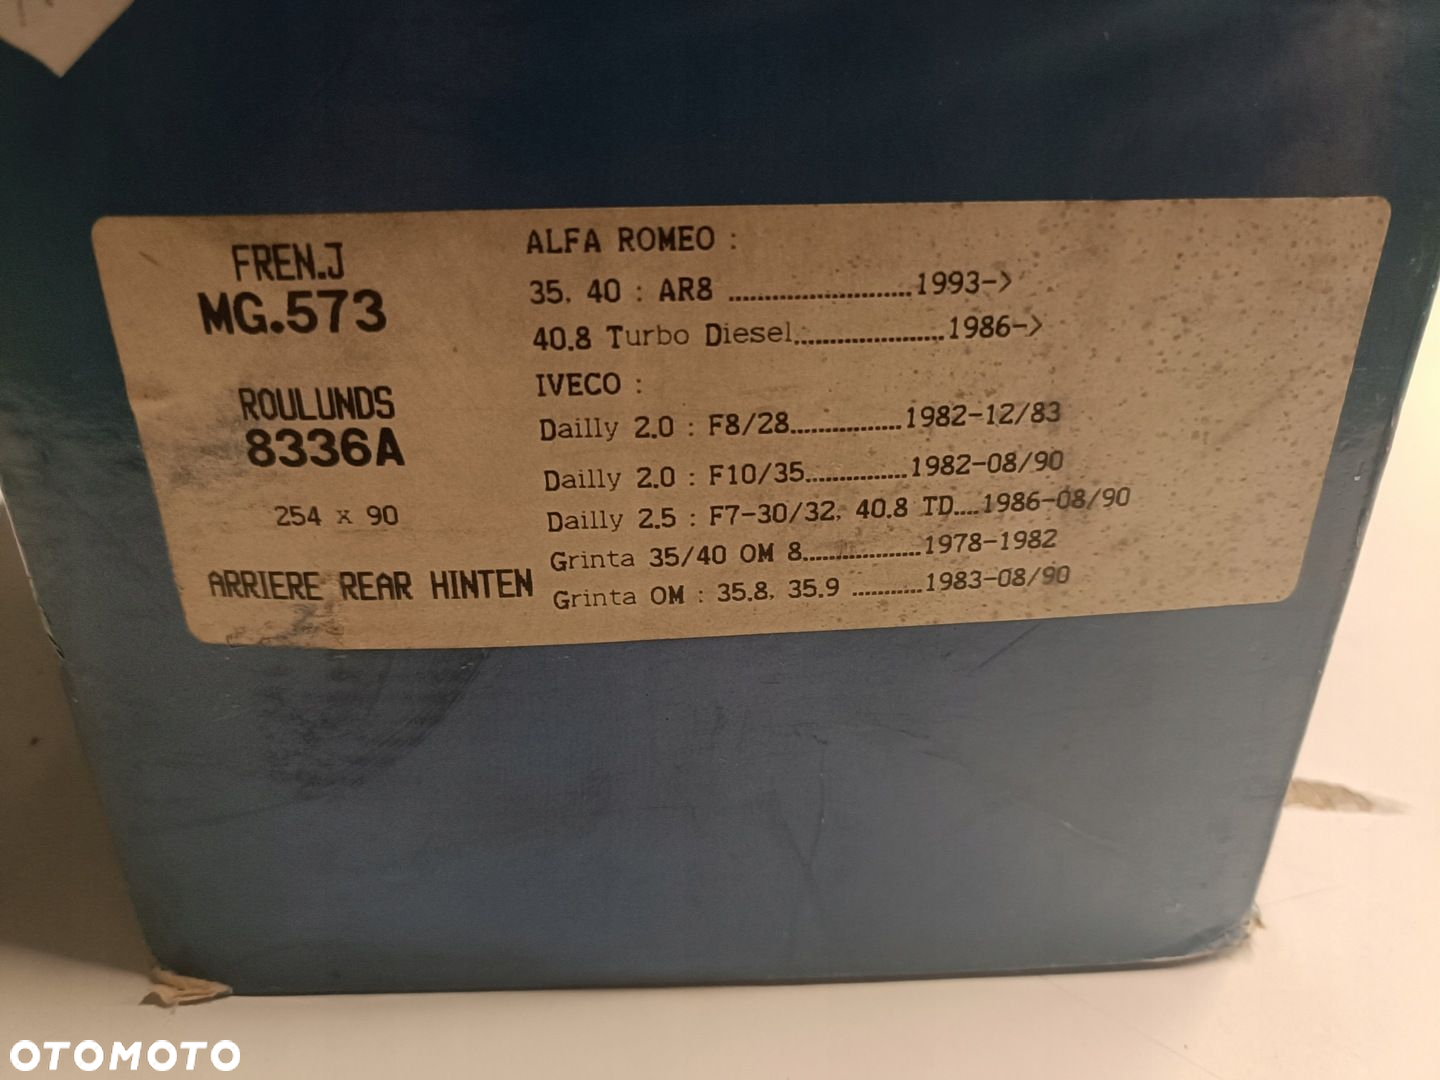 FREN.J
MG.573
ROULUNDS
8336A
254 x 90
ARRIERE REAR HINTEN
ALFA ROMEO :
35, 40 : AR8 ..........................1993->
40.8 Turbo Diesel.....................1986->
IVECO :
Dailly 2.0 : F8/28................1982-12/83
Dailly 2.0 : F10/35...............1982-08/90
Dailly 2.5 : F7-30/32, 40.8 TD....1986-08/90
Grinta 35/40 OM 8.................1978-1982
Grinta OM : 35.8, 35.9 ...........1983-08/90
OTOMOTO